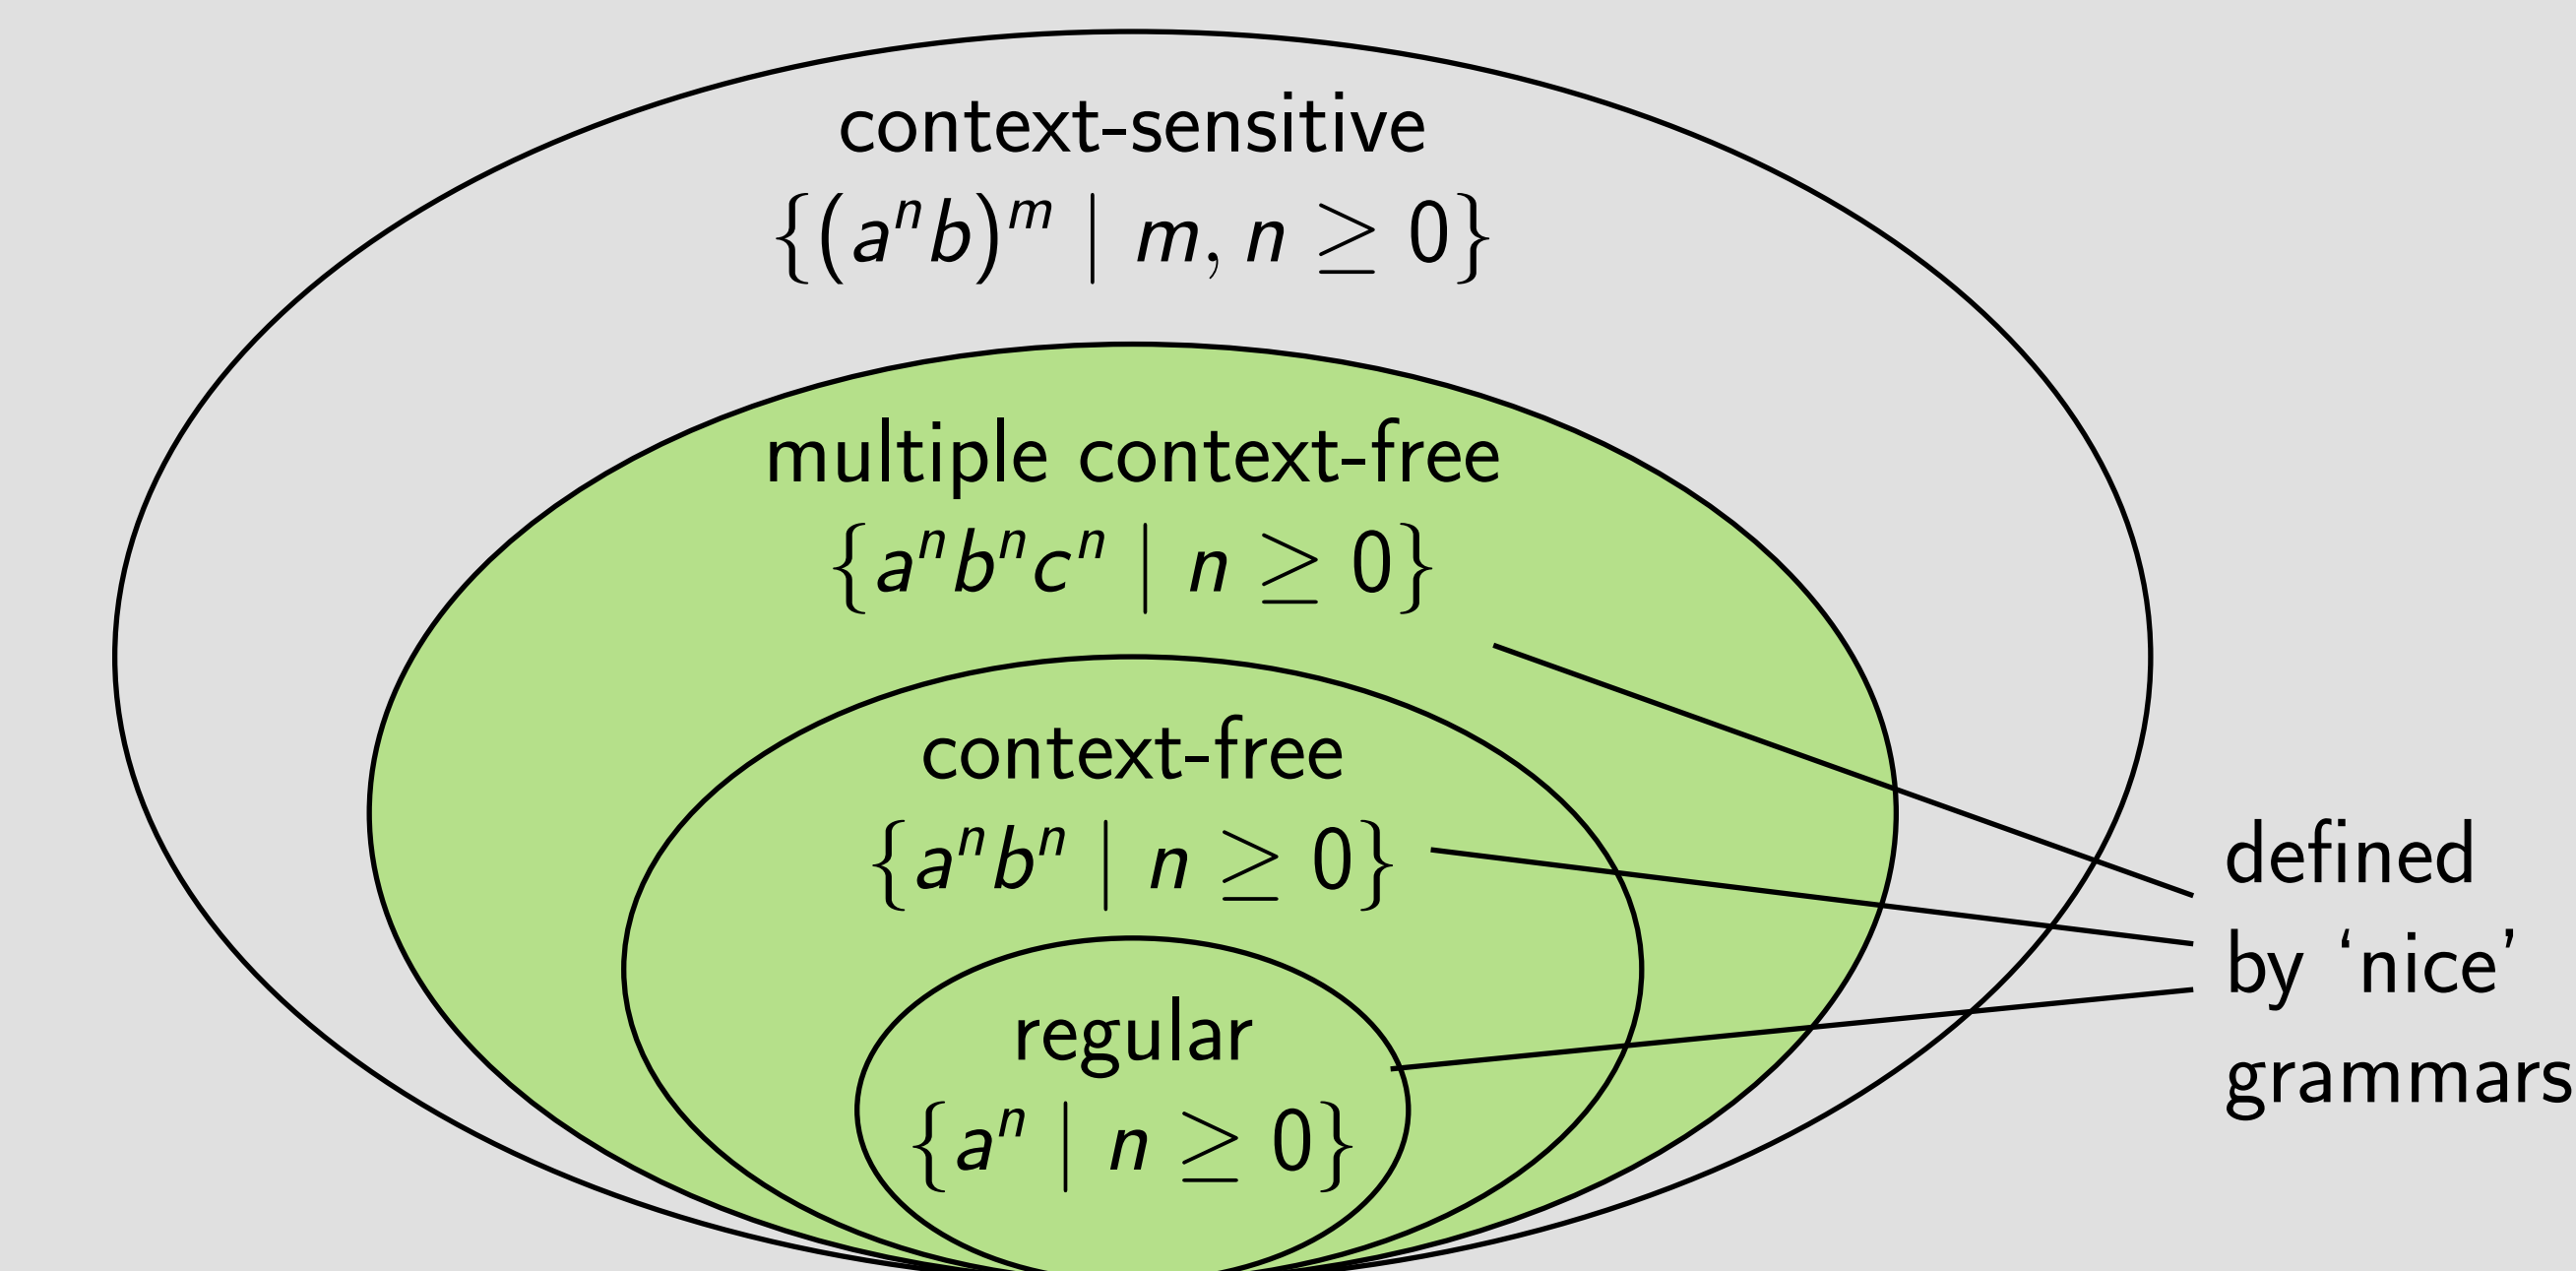 context-sensitive
{(aⁿb)ᵐ | m, n ≥ 0}
multiple context-free
{aⁿbⁿcⁿ | n ≥ 0}
context-free
{aⁿbⁿ | n ≥ 0}
regular
{aⁿ | n ≥ 0}
defined
by ‘nice’
grammars